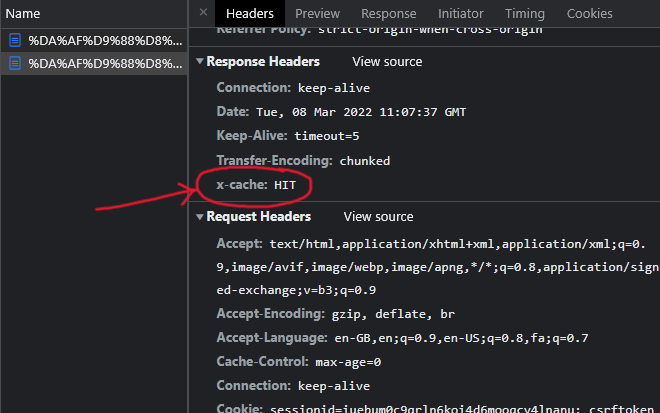 Name
× Headers Preview Response Initiator Timing Cookies
%DA%AF%D9%88%D8%...
%DA%AF%D9%88%D8%...
Referrer Policy: strict-origin-when-cross-origin
Response Headers View source
Connection: keep-alive
Date: Tue, 08 Mar 2022 11:07:37 GMT
Keep-Alive: timeout=5
Transfer-Encoding: chunked
x-cache: HIT
Request Headers View source
Accept: text/html,application/xhtml+xml,application/xml;q=0.
9,image/avif,image/webp,image/apng,*/*;q=0.8,application/sign
ed-exchange;v=b3;q=0.9
Accept-Encoding: gzip, deflate, br
Accept-Language: en-GB,en;q=0.9,en-US;q=0.8,fa;q=0.7
Cache-Control: max-age=0
Connection: keep-alive
Cookie: csrftoken